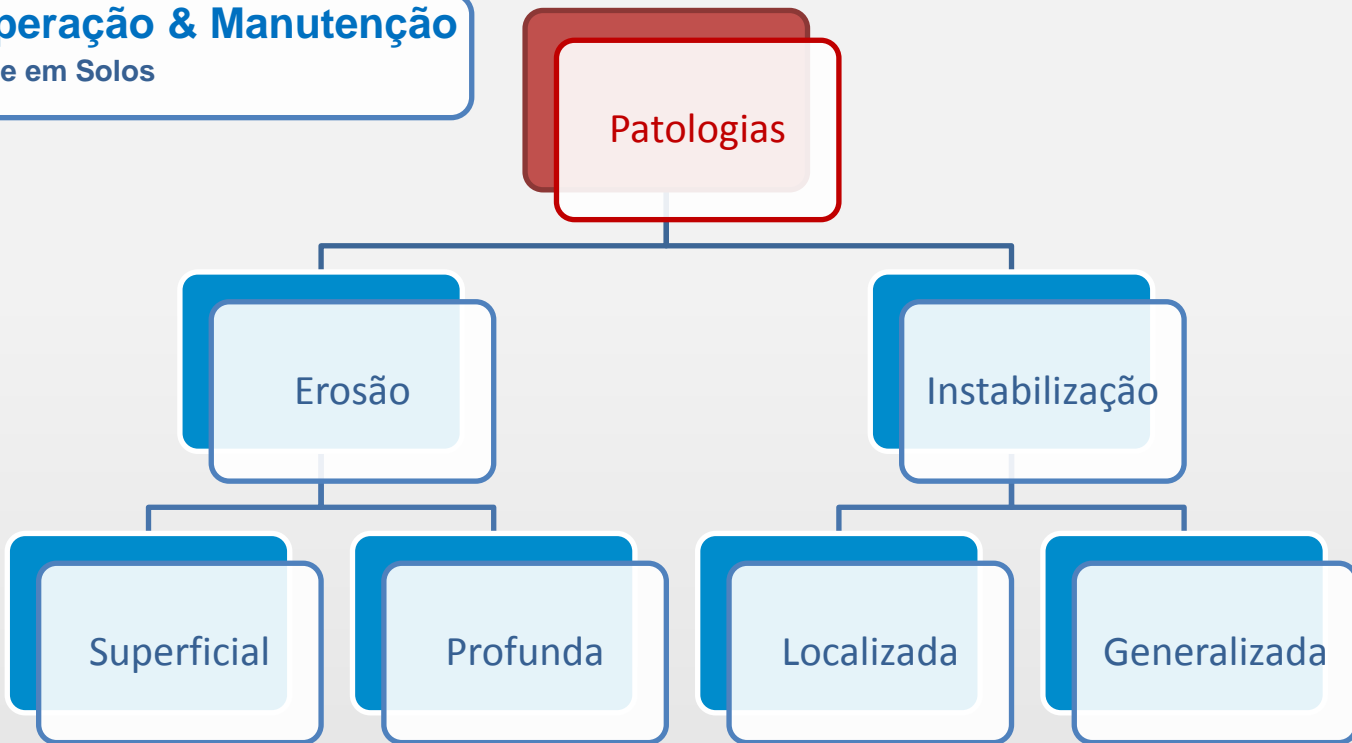 peração & Manutenção
e em Solos
Patologias
Erosão
Instabilização
Superficial
Profunda
Localizada
Generalizada